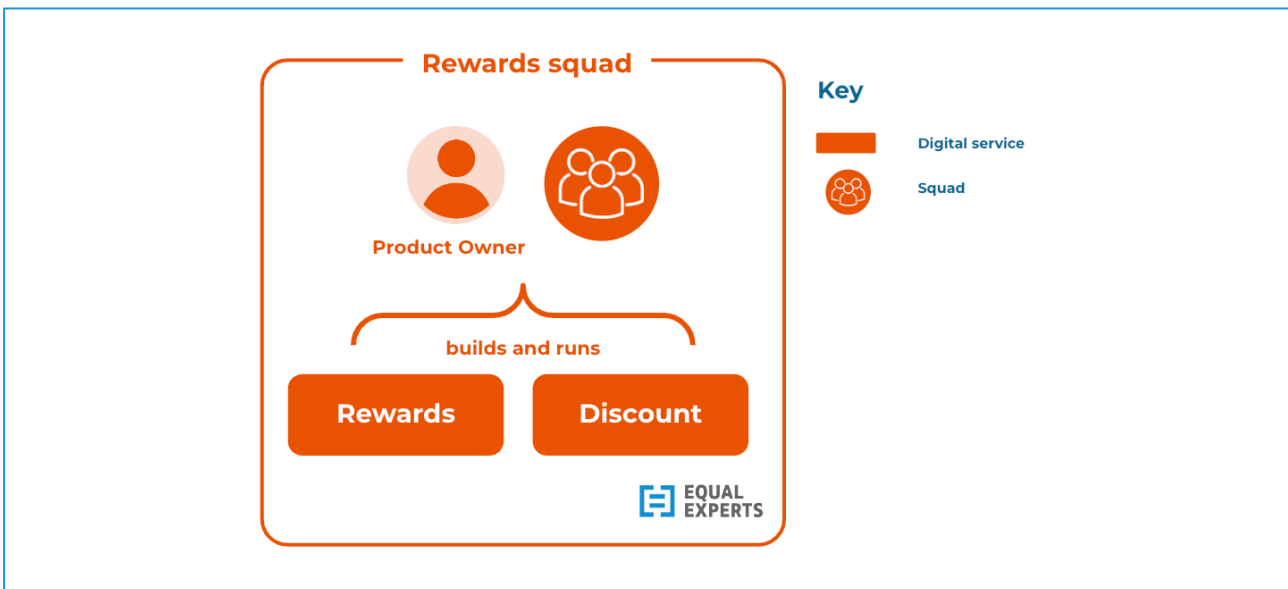 Rewards squad
Key
Digital service
Squad
Product Owner
builds and runs
Rewards
Discount
EQUAL
EXPERTS